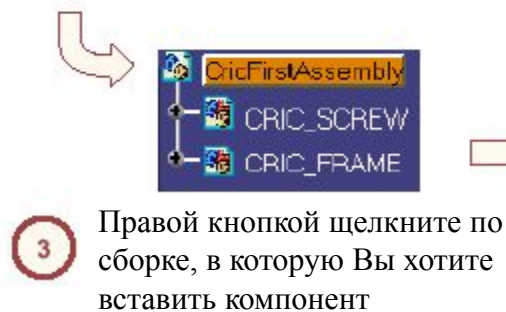 CricFirstAssembly
CRIC_SCREW
CRIC_FRAME
3
Правой кнопкой щелкните по
сборке, в которую Вы хотите
вставить компонент